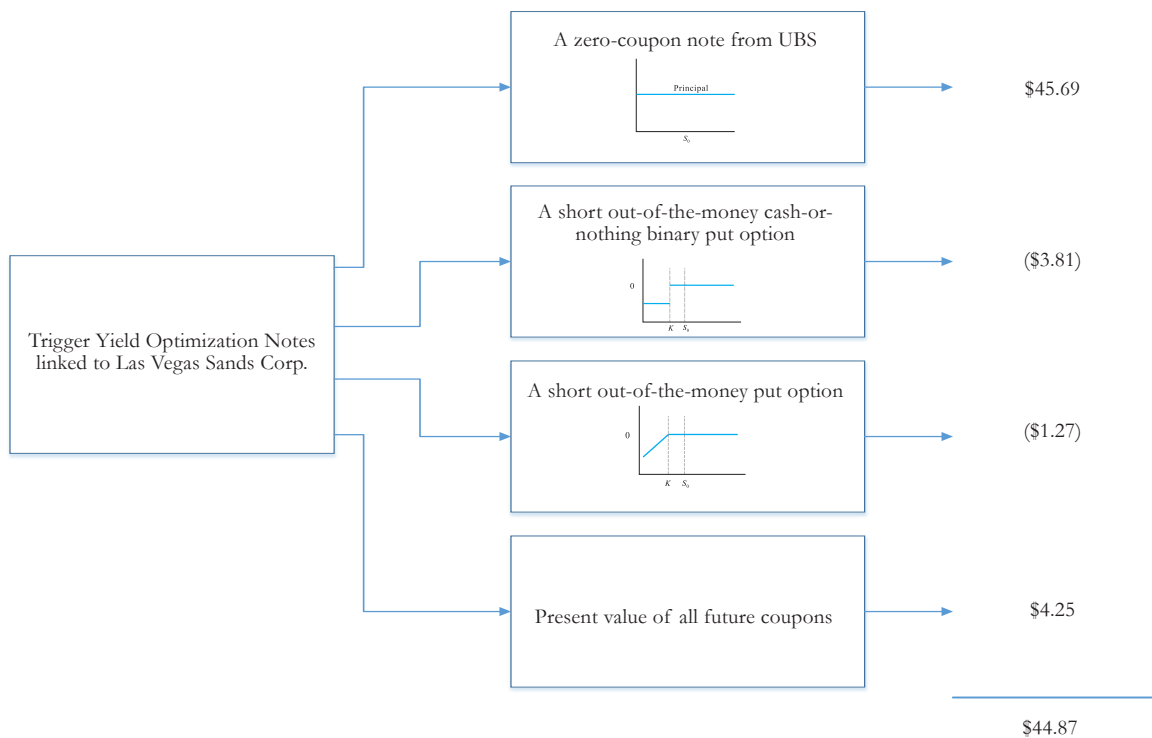 A zero-coupon note from UBS
Principal
S₀
$45.69
A short out-of-the-money cash-or-
nothing binary put option
0
K S₀
($3.81)
Trigger Yield Optimization Notes
linked to Las Vegas Sands Corp.
A short out-of-the-money put option
0
K S₀
($1.27)
Present value of all future coupons
$4.25
$44.87